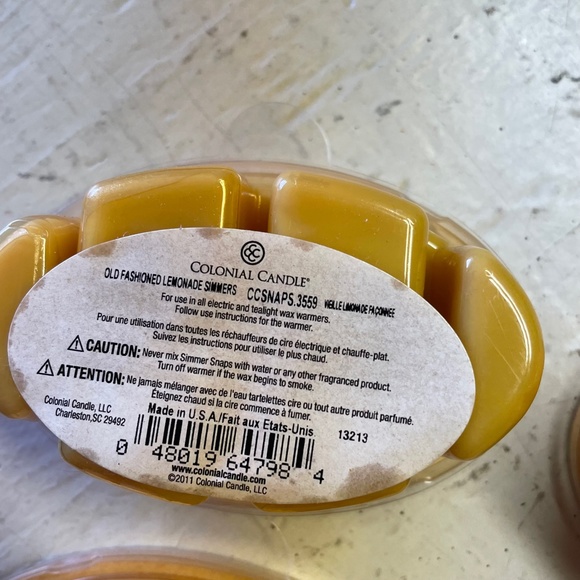 CC
COLONIAL CANDLE®
OLD FASHIONED LEMONADE SIMMERS CCSNAPS.3559 VIEILLE LIMONADE FAÇONNÉE
For use in all electric and tealight wax warmers.
Follow use instructions for the warmer.
Pour une utilisation dans toutes les réchauffeurs de cire électrique et chauffe-plat.
Suivez les instructions pour utiliser le plus chaud.
⚠CAUTION: Never mix Simmer Snaps with water or any other fragranced product.
Turn off warmer if the wax begins to smoke.
⚠ATTENTION: Ne jamais mélanger avec de l'eau tartelettes cire ou tout autre produit parfumé.
Éteignez chaud si la cire commence à fumer.
Colonial Candle, LLC
Charleston,SC 29492
Made in U.S.A./Fait aux Etats-Unis
13213
0 48019 64798 4
www.colonialcandle.com
©2011 Colonial Candle, LLC